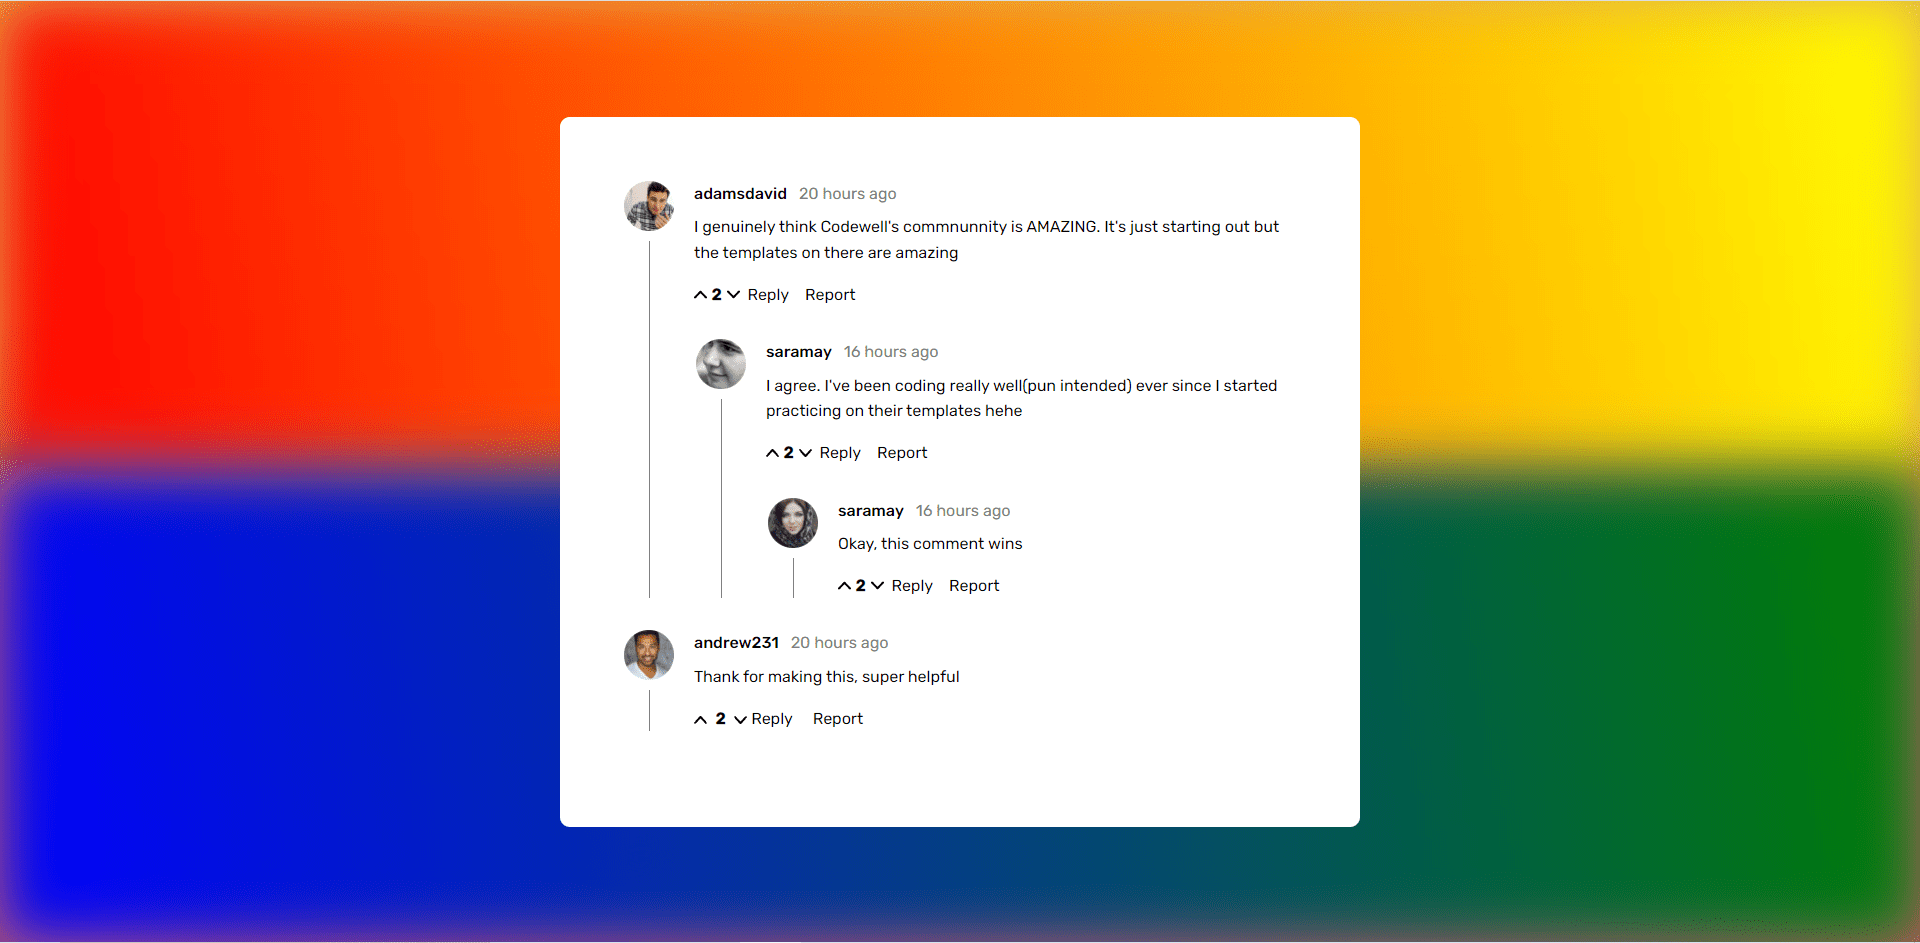 adamsdavid 20 hours ago
I genuinely think Codewell's commnunnity is AMAZING. It's just starting out but
the templates on there are amazing
2 Reply Report
saramay 16 hours ago
I agree. I've been coding really well(pun intended) ever since I started
practicing on their templates hehe
2 Reply Report
saramay 16 hours ago
Okay, this comment wins
2 Reply Report
andrew231 20 hours ago
Thank for making this, super helpful
2 Reply Report